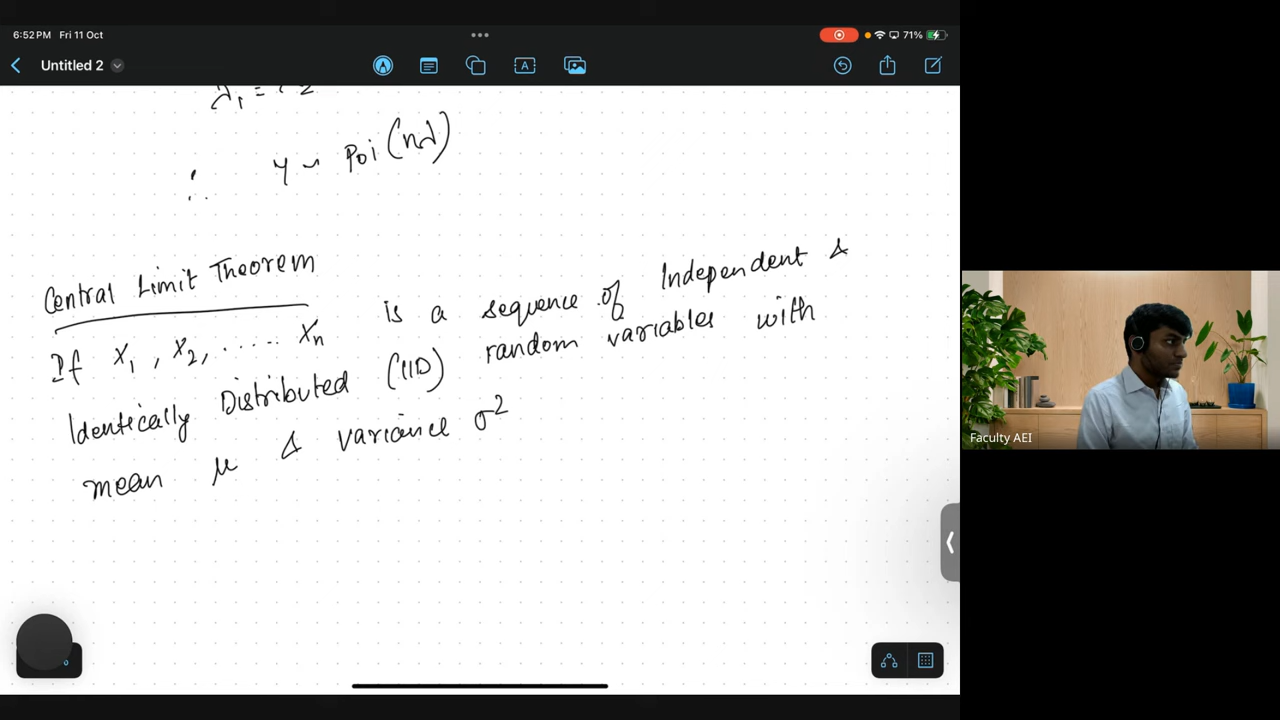 6:52 PM Fri 11 Oct
71%
Untitled 2
λ₁ =
∴ Y ~ Poi (nλ)
Central Limit Theorem
If X₁, X₂, ..... Xn is a sequence of Independent &
Identically Distributed (IID) random variables with
mean μ & variance σ²
Faculty AEI